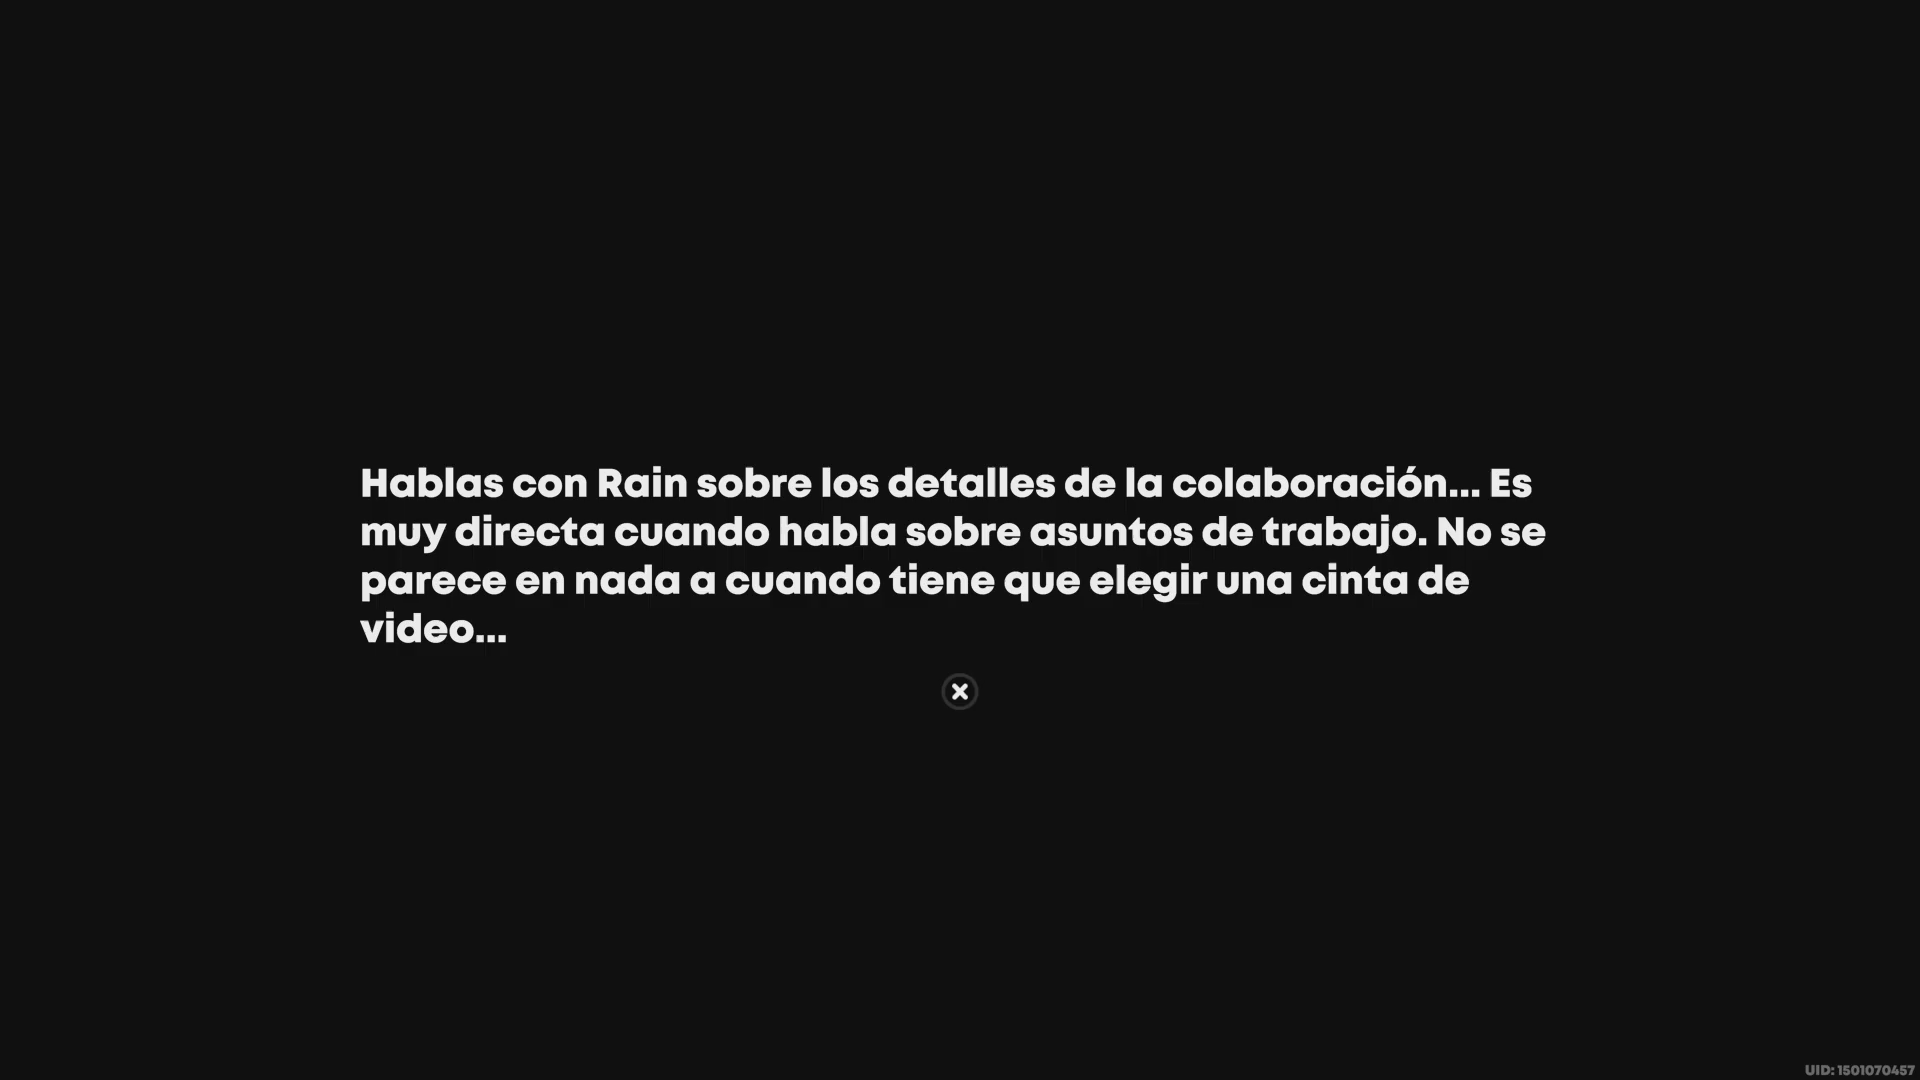 Hablas con Rain sobre los detalles de la colaboración... Es
muy directa cuando habla sobre asuntos de trabajo. No se
parece en nada a cuando tiene que elegir una cinta de
video...
UID: 1501070457